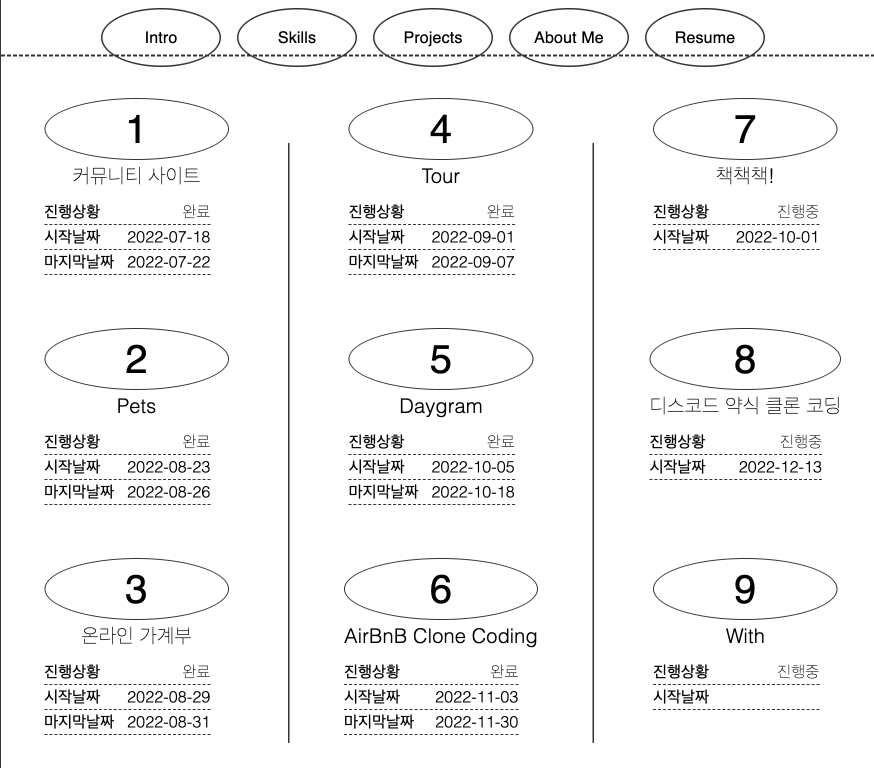 Intro
Skills
Projects
About Me
Resume
1
커뮤니티 사이트
진행상황 완료
시작날짜 2022-07-18
마지막날짜 2022-07-22
2
Pets
진행상황 완료
시작날짜 2022-08-23
마지막날짜 2022-08-26
3
온라인 가계부
진행상황 완료
시작날짜 2022-08-29
마지막날짜 2022-08-31
4
Tour
진행상황 완료
시작날짜 2022-09-01
마지막날짜 2022-09-07
5
Daygram
진행상황 완료
시작날짜 2022-10-05
마지막날짜 2022-10-18
6
AirBnB Clone Coding
진행상황 완료
시작날짜 2022-11-03
마지막날짜 2022-11-30
7
책책책!
진행상황 진행중
시작날짜 2022-10-01
8
디스코드 약식 클론 코딩
진행상황 진행중
시작날짜 2022-12-13
9
With
진행상황 진행중
시작날짜